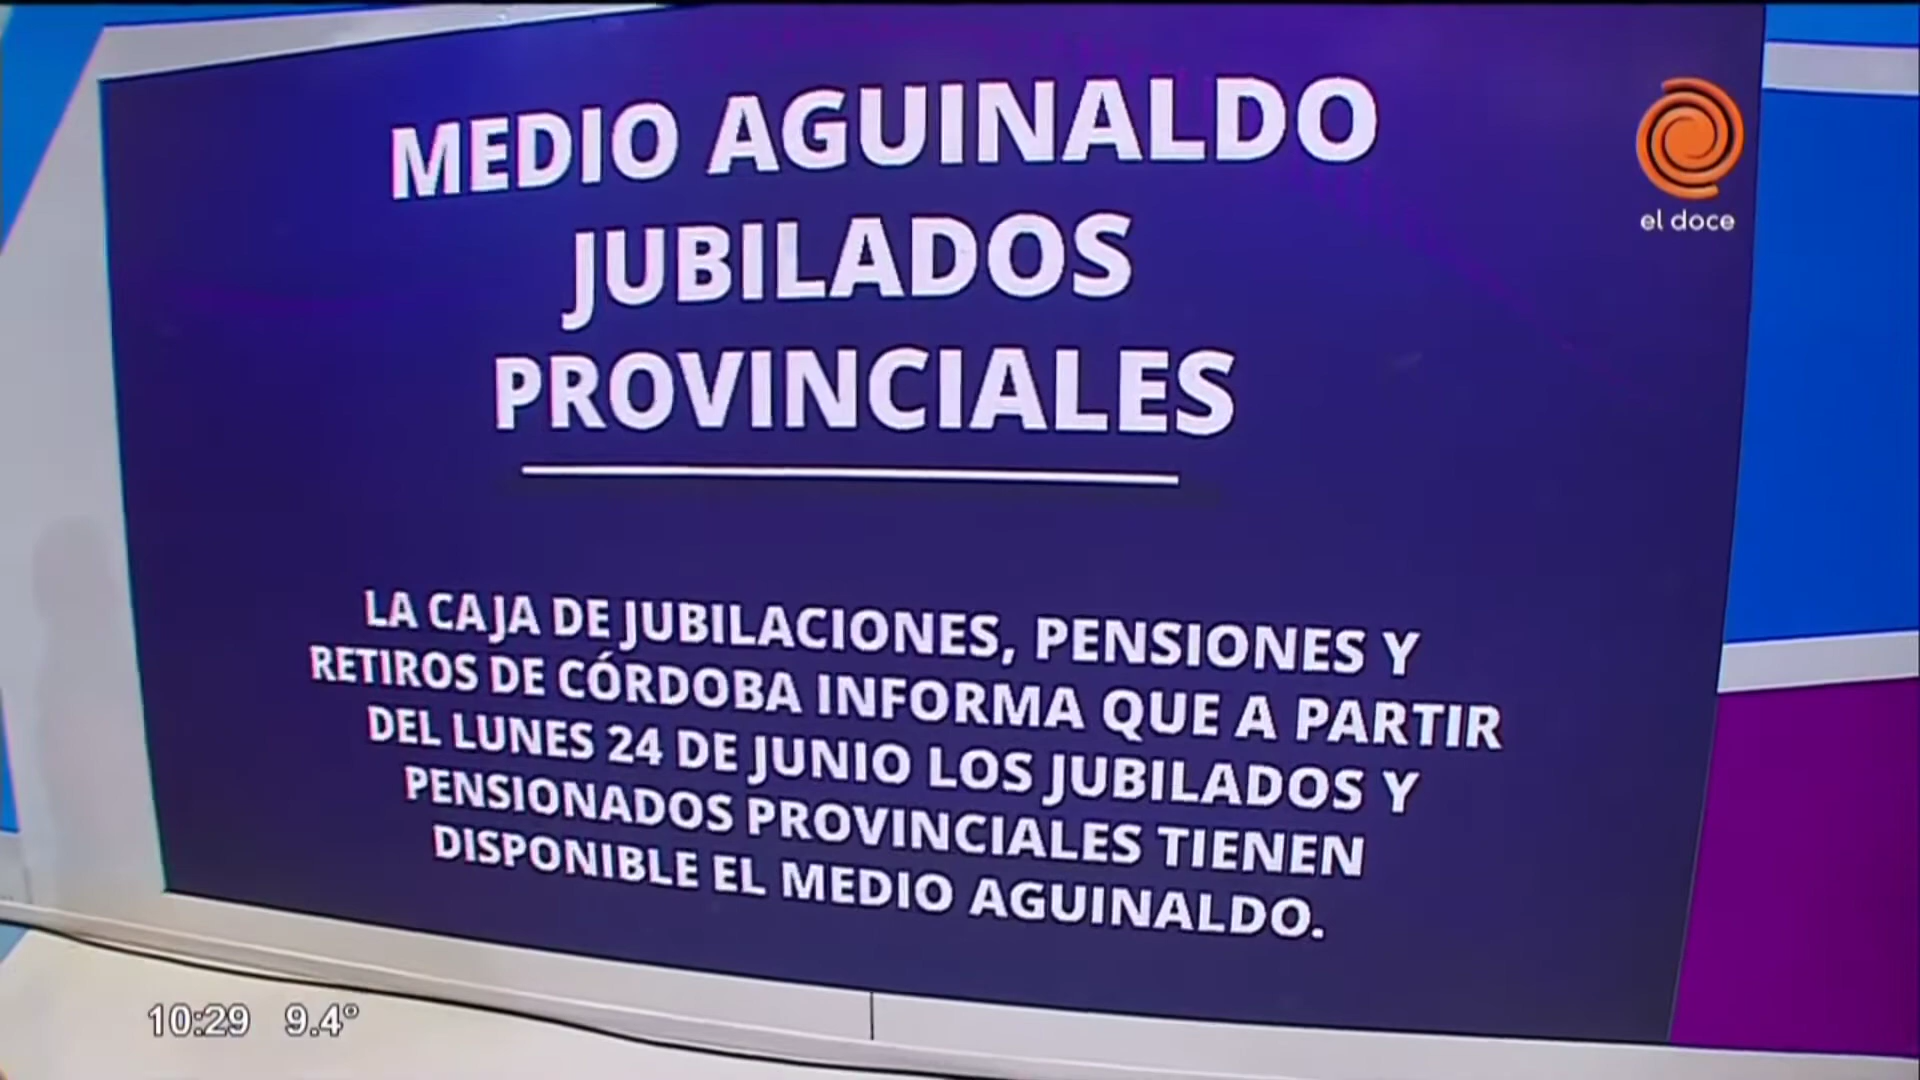 MEDIO AGUINALDO
JUBILADOS
PROVINCIALES
LA CAJA DE JUBILACIONES, PENSIONES Y
RETIROS DE CÓRDOBA INFORMA QUE A PARTIR
DEL LUNES 24 DE JUNIO LOS JUBILADOS Y
PENSIONADOS PROVINCIALES TIENEN
DISPONIBLE EL MEDIO AGUINALDO.
el doce
10:29 9.4°